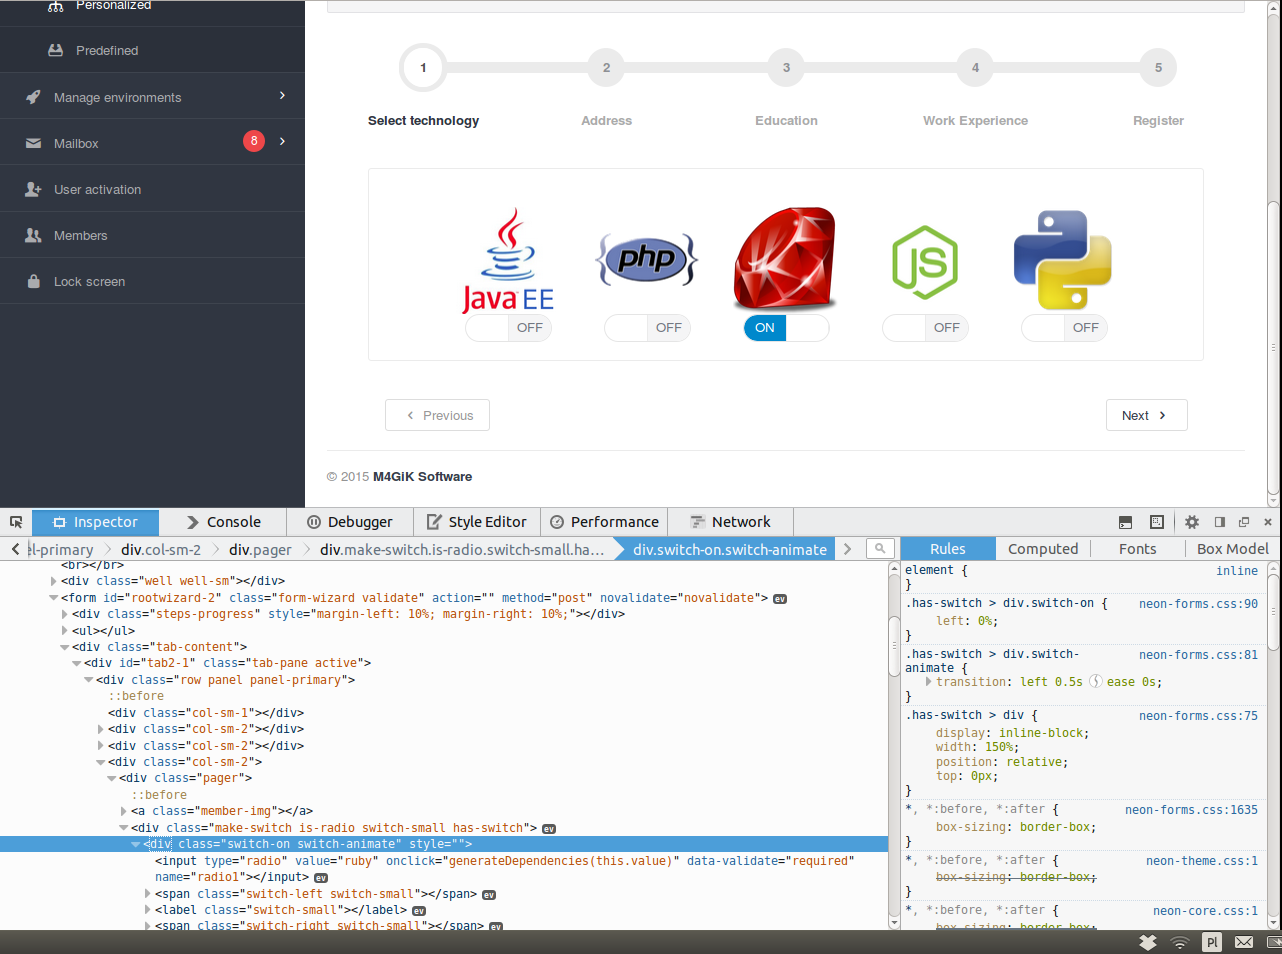 Personalized
Predefined
Manage environments
Mailbox 8
User activation
Members
Lock screen
1 2 3 4 5
Select technology Address Education Work Experience Register
Java EE php JS
OFF OFF ON OFF OFF
Previous Next
© 2015 M4GiK Software
Inspector Console Debugger Style Editor Performance Network
el-primary div.col-sm-2 div.pager div.make-switch.is-radio.switch-small.ha... div.switch-on.switch-animate
<br></br>
<div class="well well-sm"></div>
<form id="rootwizard-2" class="form-wizard validate" action="" method="post" novalidate="novalidate"> ev
<div class="steps-progress" style="margin-left: 10%; margin-right: 10%;"></div>
<ul></ul>
<div class="tab-content">
<div id="tab2-1" class="tab-pane active">
<div class="row panel panel-primary">
::before
<div class="col-sm-1"></div>
<div class="col-sm-2"></div>
<div class="col-sm-2"></div>
<div class="col-sm-2">
<div class="pager">
::before
<a class="member-img"></a>
<div class="make-switch is-radio switch-small has-switch"> ev
<div class="switch-on switch-animate" style="">
<input type="radio" value="ruby" onclick="generateDependencies(this.value)" data-validate="required"
name="radio1"></input> ev
<span class="switch-left switch-small"></span> ev
<label class="switch-small"></label> ev
<span class="switch-right switch-small"></span> ev
Rules Computed Fonts Box Model
element { inline
}
.has-switch > div.switch-on { neon-forms.css:90
left: 0%;
}
.has-switch > div.switch- neon-forms.css:81
animate {
transition: left 0.5s ease 0s;
}
.has-switch > div { neon-forms.css:75
display: inline-block;
width: 150%;
position: relative;
top: 0px;
}
*, *:before, *:after { neon-forms.css:1635
box-sizing: border-box;
}
*, *:before, *:after { neon-theme.css:1
box-sizing: border-box;
}
*, *:before, *:after { neon-core.css:1
box-sizing: border-box;
Pl